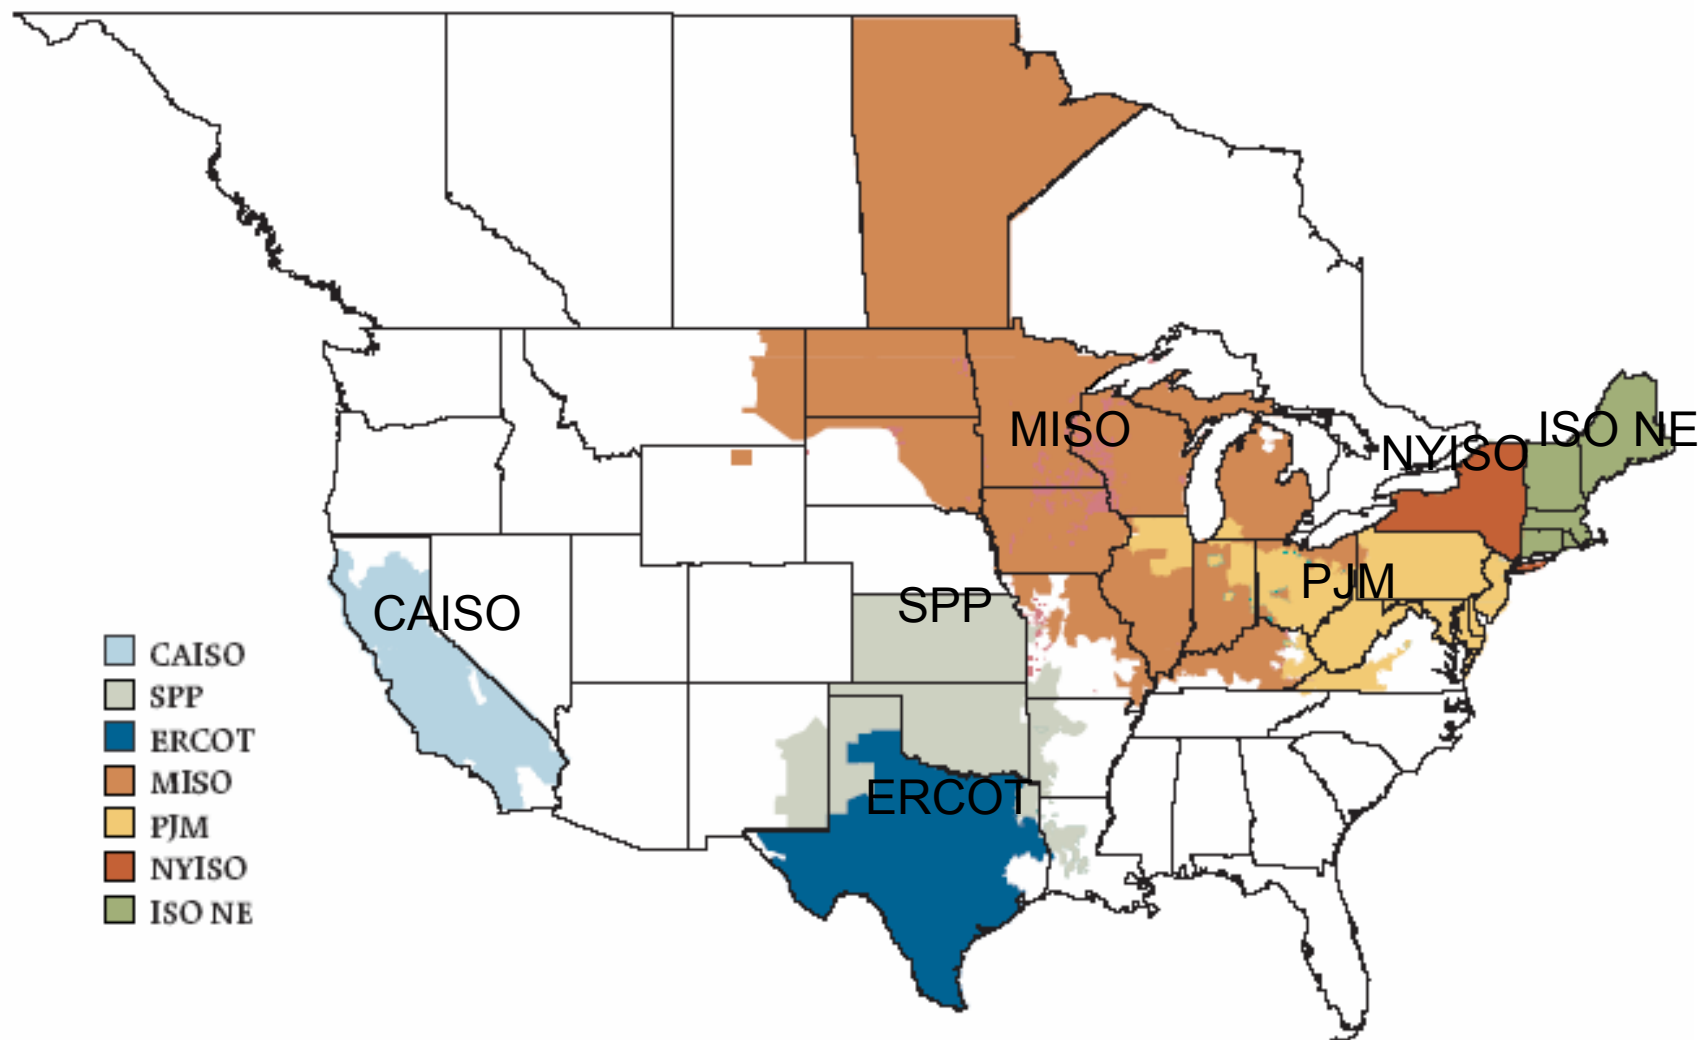 MISO
ISO NE
NYISO
PJM
SPP
CAISO
ERCOT
CAISO
SPP
ERCOT
MISO
PJM
NYISO
ISO NE